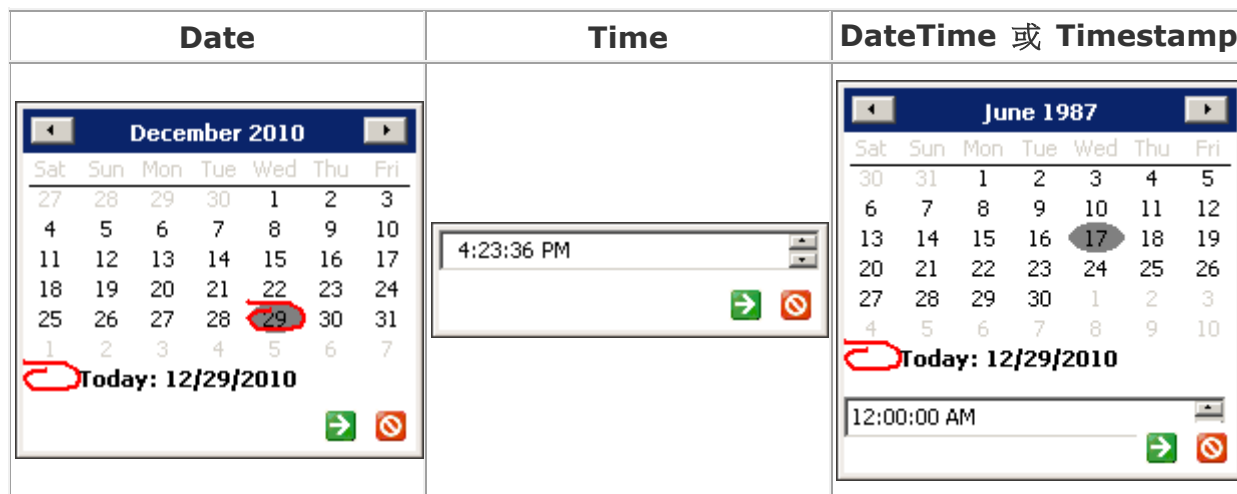 Date Time DateTime 或 Timestamp
December 2010
Sat Sun Mon Tue Wed Thu Fri
27 28 29 30 1 2 3
4 5 6 7 8 9 10
11 12 13 14 15 16 17
18 19 20 21 22 23 24
25 26 27 28 29 30 31
1 2 3 4 5 6 7
Today: 12/29/2010
4:23:36 PM
June 1987
Sat Sun Mon Tue Wed Thu Fri
30 31 1 2 3 4 5
6 7 8 9 10 11 12
13 14 15 16 17 18 19
20 21 22 23 24 25 26
27 28 29 30 1 2 3
4 5 6 7 8 9 10
Today: 12/29/2010
12:00:00 AM